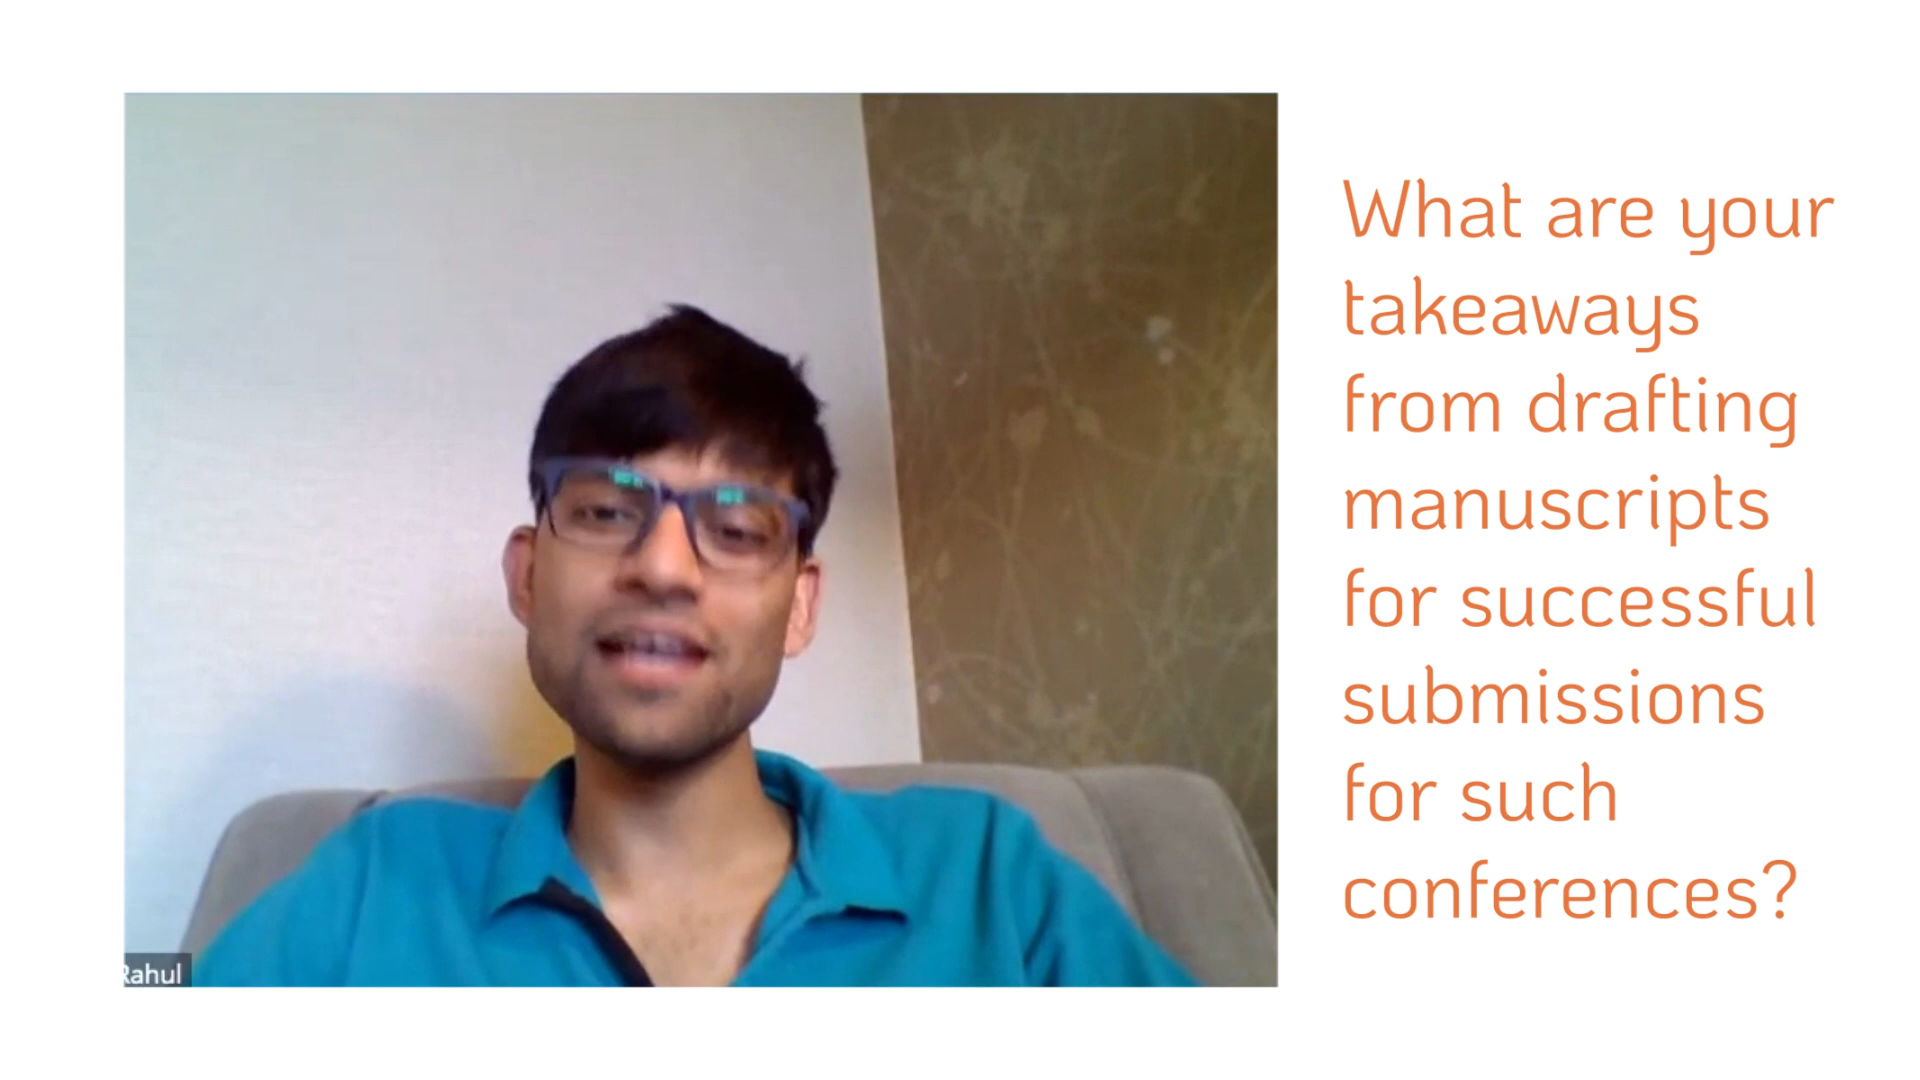 What are your
takeaways
from drafting
manuscripts
for successful
submissions
for such
conferences?
Rahul